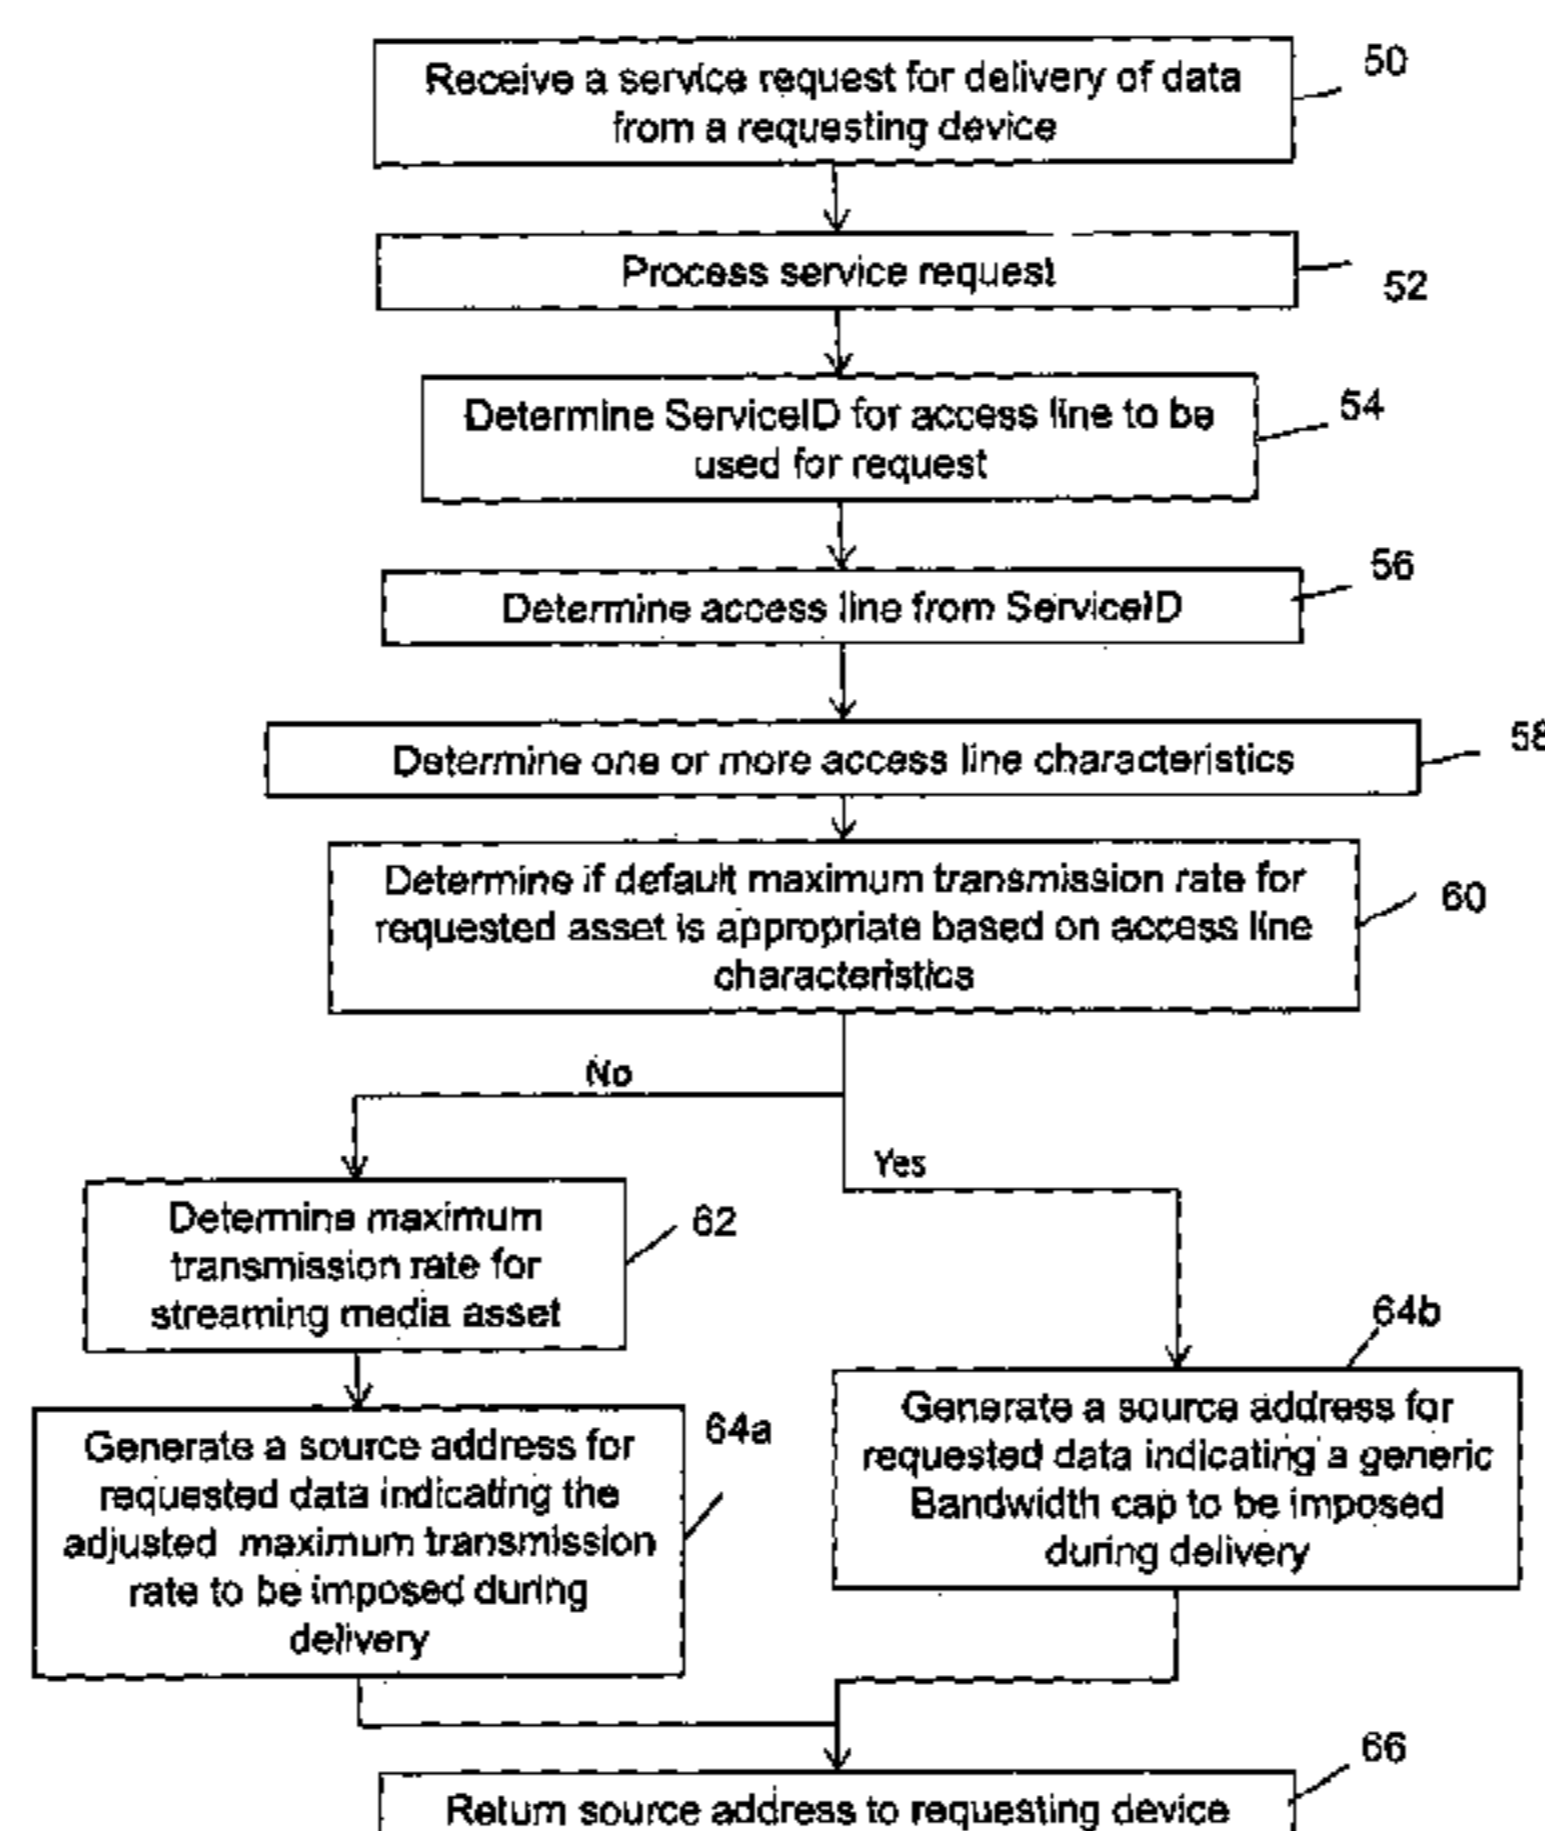 Receive a service request for delivery of data
from a requesting device
50
Process service request
52
Determine ServiceID for access line to be
used for request
54
Determine access line from ServiceID
56
Determine one or more access line characteristics
58
Determine if default maximum transmission rate for
requested asset is appropriate based on access line
characteristics
60
No
Yes
Determine maximum
transmission rate for
streaming media asset
62
64b
Generate a source address for
requested data indicating a generic
Bandwidth cap to be imposed
during delivery
64a
Generate a source address for
requested data indicating the
adjusted maximum transmission
rate to be imposed during
delivery
66
Return source address to requesting device